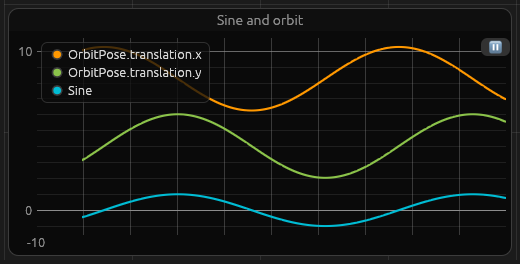 Sine and orbit
10
OrbitPose.translation.x
OrbitPose.translation.y
Sine
0
-10